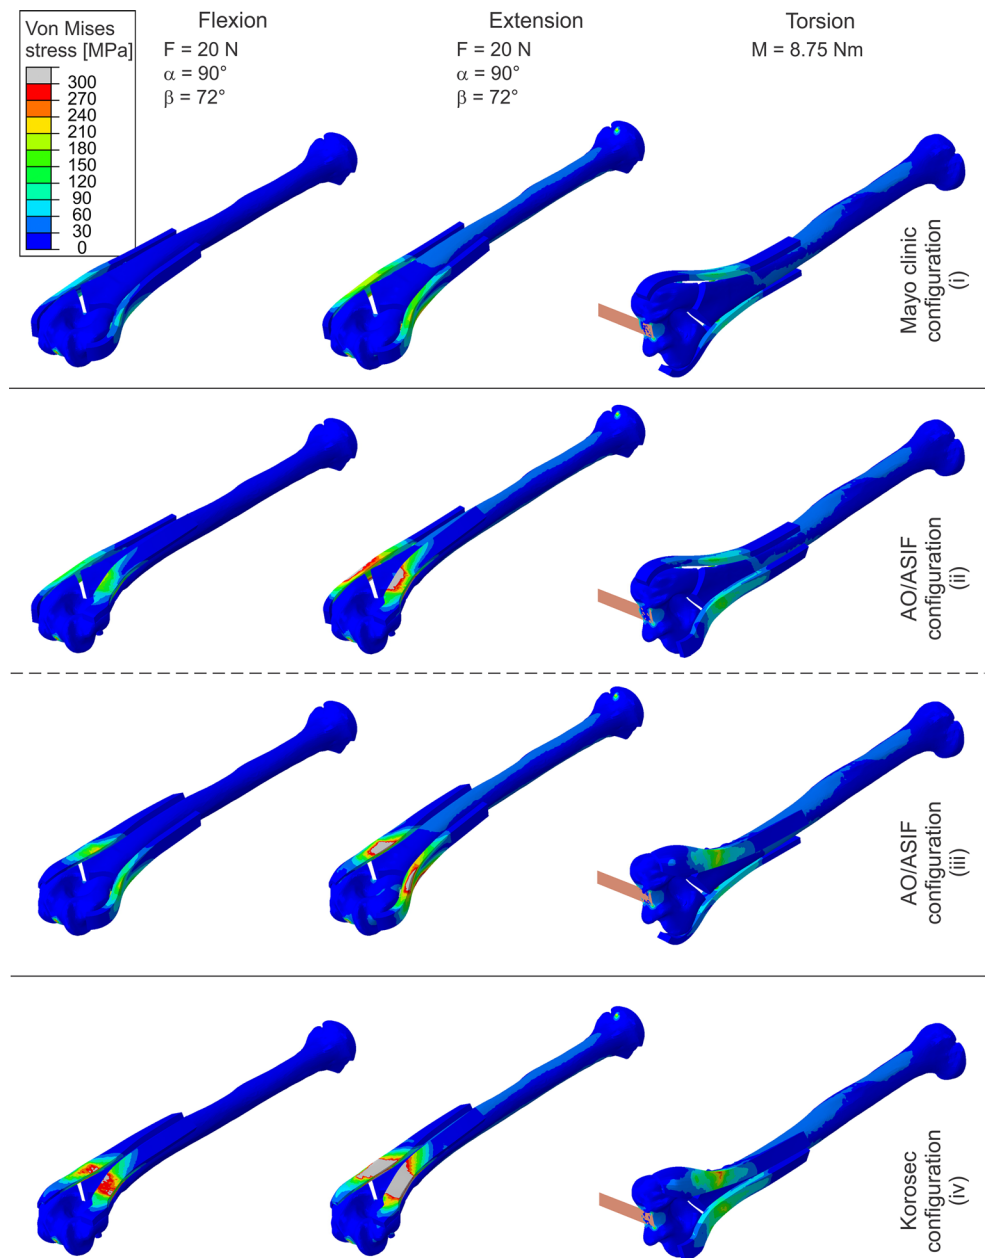 Von Mises
stress [MPa]
300
270
240
210
180
150
120
90
60
30
0
Flexion
F = 20 N
α = 90°
β = 72°
Extension
F = 20 N
α = 90°
β = 72°
Torsion
M = 8.75 Nm
Mayo clinic
configuration
(i)
AO/ASIF
configuration
(ii)
AO/ASIF
configuration
(iii)
Korosec
configuration
(iv)